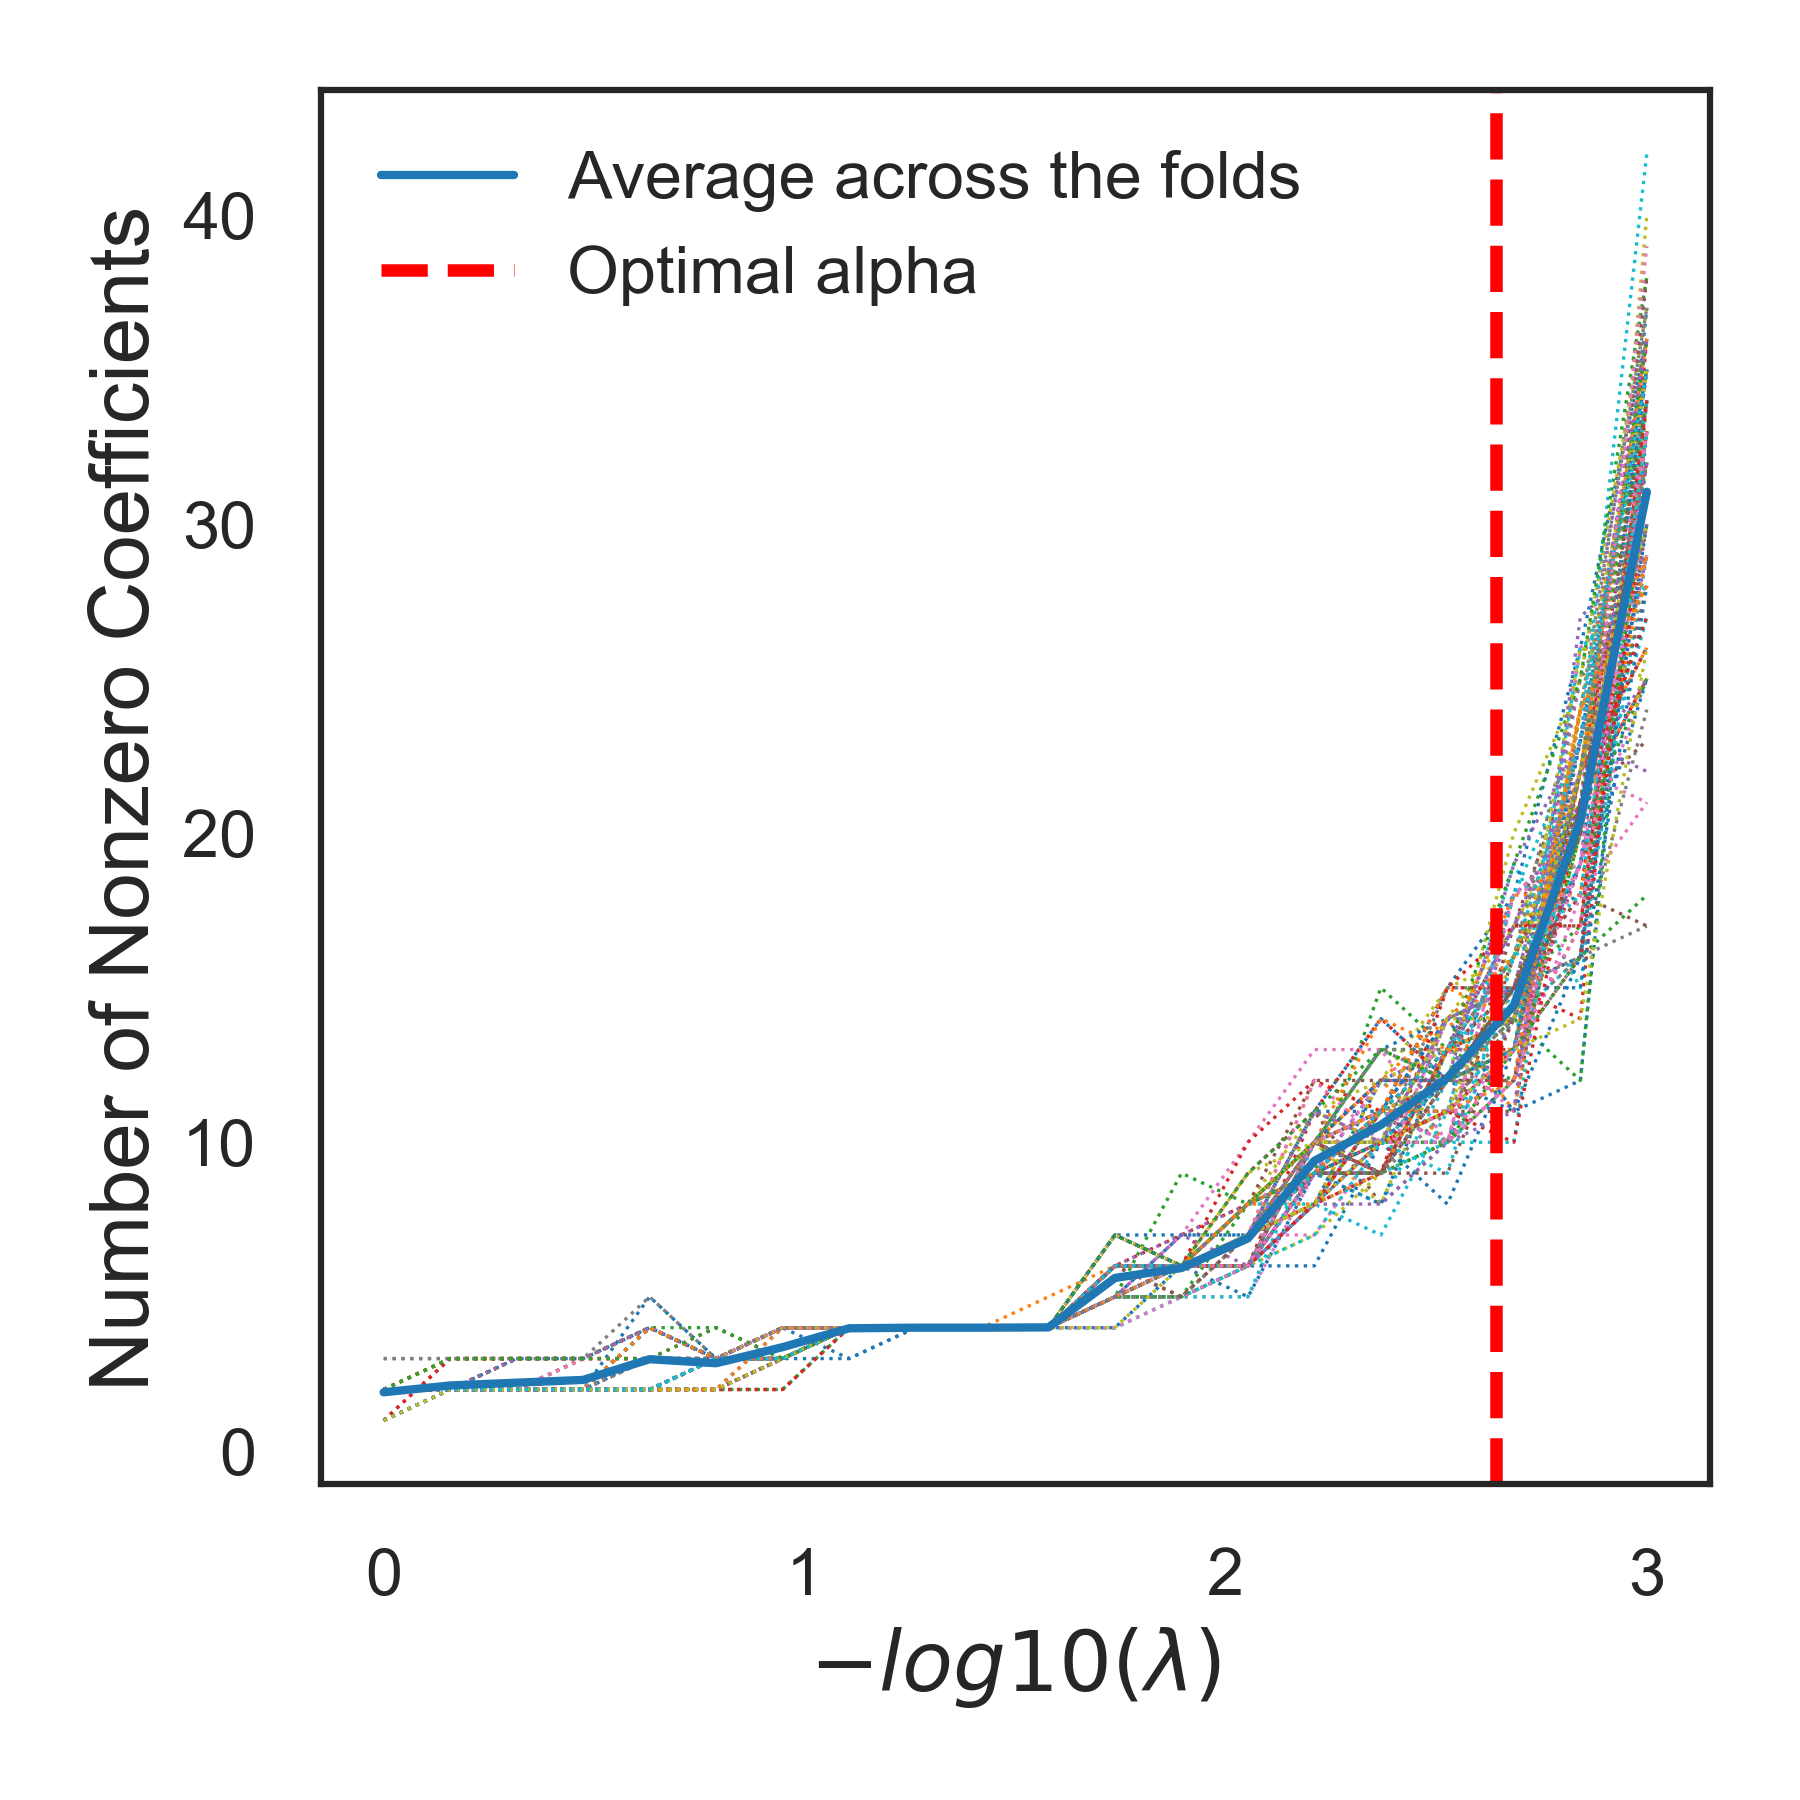 Average across the folds
Optimal alpha
Number of Nonzero Coefficients
40
30
20
10
0
0 1 2 3
−log10(λ)